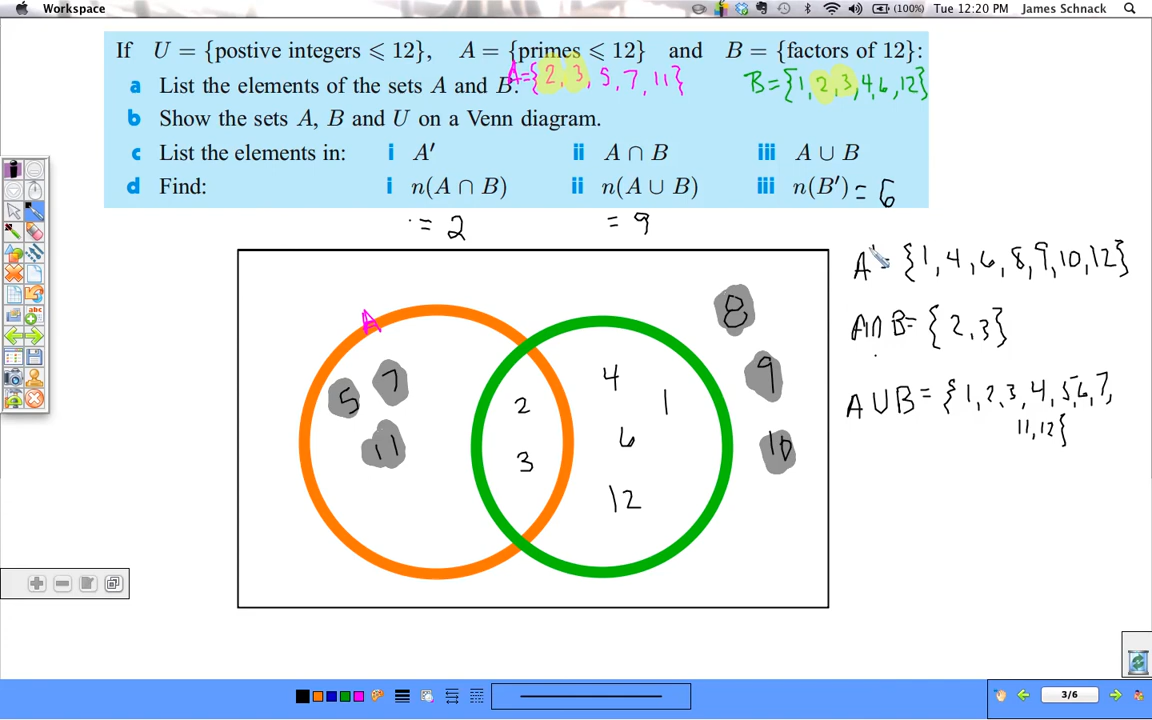 Workspace (100%) Tue 12:20 PM James Schnack
If U = {postive integers ⩽ 12}, A = {primes ⩽ 12} and B = {factors of 12}:
a List the elements of the sets A and B. A={2, 3, 5, 7, 11} B={1, 2, 3, 4, 6, 12}
b Show the sets A, B and U on a Venn diagram.
c List the elements in: i A′ ii A ∩ B iii A ∪ B
d Find: i n(A ∩ B) ii n(A ∪ B) iii n(B′) = 6
= 2 = 9
A' = {1, 4, 6, 8, 9, 10, 12}
A∩B = {2, 3}
A∪B = {1, 2, 3, 4, 5, 6, 7,
11, 12}
A
8
7 4 9
5 2 1
11 6 10
3
12
abc
3/6